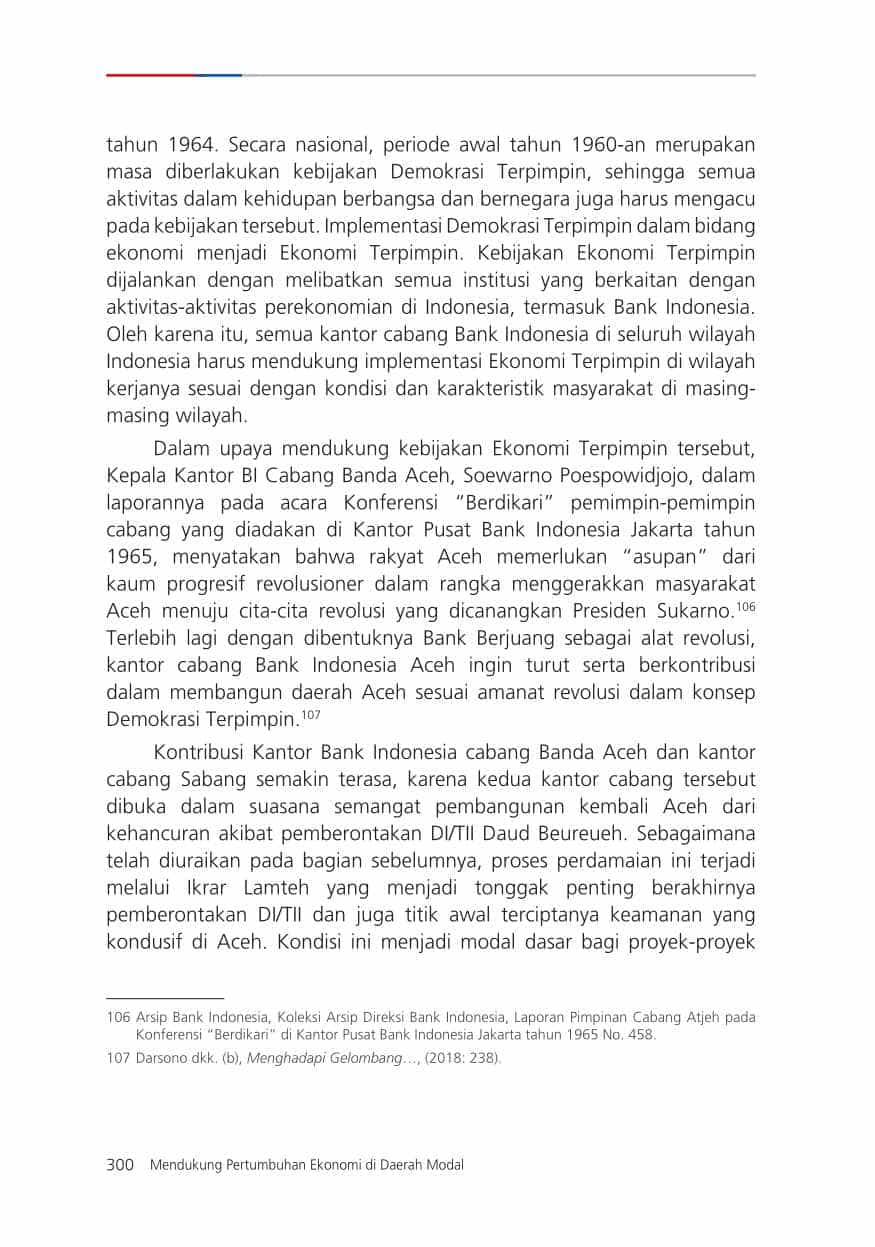 tahun 1964. Secara nasional, periode awal tahun 1960-an merupakan
masa diberlakukan kebijakan Demokrasi Terpimpin, sehingga semua
aktivitas dalam kehidupan berbangsa dan bernegara juga harus mengacu
pada kebijakan tersebut. Implementasi Demokrasi Terpimpin dalam bidang
ekonomi menjadi Ekonomi Terpimpin. Kebijakan Ekonomi Terpimpin
dijalankan dengan melibatkan semua institusi yang berkaitan dengan
aktivitas-aktivitas perekonomian di Indonesia, termasuk Bank Indonesia.
Oleh karena itu, semua kantor cabang Bank Indonesia di seluruh wilayah
Indonesia harus mendukung implementasi Ekonomi Terpimpin di wilayah
kerjanya sesuai dengan kondisi dan karakteristik masyarakat di masing-
masing wilayah.
Dalam upaya mendukung kebijakan Ekonomi Terpimpin tersebut,
Kepala Kantor BI Cabang Banda Aceh, Soewarno Poespowidjojo, dalam
laporannya pada acara Konferensi “Berdikari” pemimpin-pemimpin
cabang yang diadakan di Kantor Pusat Bank Indonesia Jakarta tahun
1965, menyatakan bahwa rakyat Aceh memerlukan “asupan” dari
kaum progresif revolusioner dalam rangka menggerakkan masyarakat
Aceh menuju cita-cita revolusi yang dicanangkan Presiden Sukarno.106
Terlebih lagi dengan dibentuknya Bank Berjuang sebagai alat revolusi,
kantor cabang Bank Indonesia Aceh ingin turut serta berkontribusi
dalam membangun daerah Aceh sesuai amanat revolusi dalam konsep
Demokrasi Terpimpin.107
Kontribusi Kantor Bank Indonesia cabang Banda Aceh dan kantor
cabang Sabang semakin terasa, karena kedua kantor cabang tersebut
dibuka dalam suasana semangat pembangunan kembali Aceh dari
kehancuran akibat pemberontakan DI/TII Daud Beureueh. Sebagaimana
telah diuraikan pada bagian sebelumnya, proses perdamaian ini terjadi
melalui Ikrar Lamteh yang menjadi tonggak penting berakhirnya
pemberontakan DI/TII dan juga titik awal terciptanya keamanan yang
kondusif di Aceh. Kondisi ini menjadi modal dasar bagi proyek-proyek
106 Arsip Bank Indonesia, Koleksi Arsip Direksi Bank Indonesia, Laporan Pimpinan Cabang Atjeh pada
Konferensi “Berdikari” di Kantor Pusat Bank Indonesia Jakarta tahun 1965 No. 458.
107 Darsono dkk. (b), Menghadapi Gelombang…, (2018: 238).
300 Mendukung Pertumbuhan Ekonomi di Daerah Modal